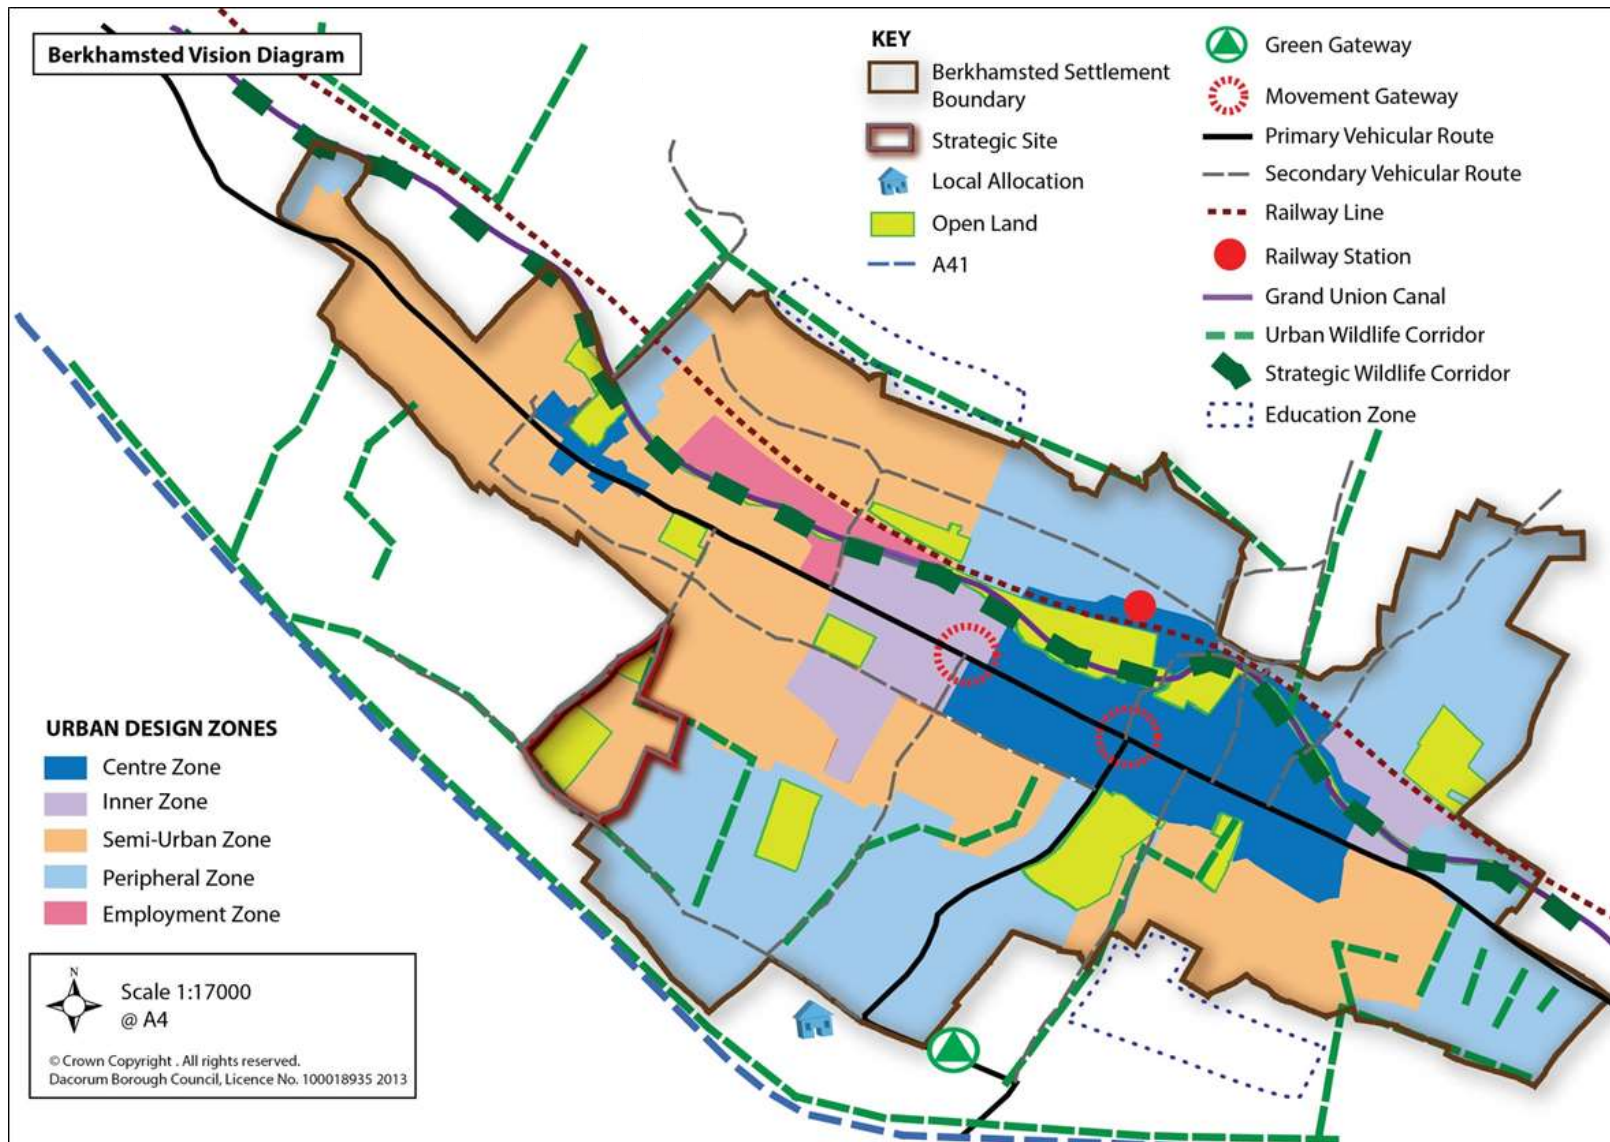 Berkhamsted Vision Diagram
KEY
Berkhamsted Settlement
Boundary
Strategic Site
Local Allocation
Open Land
A41
Green Gateway
Movement Gateway
Primary Vehicular Route
Secondary Vehicular Route
Railway Line
Railway Station
Grand Union Canal
Urban Wildlife Corridor
Strategic Wildlife Corridor
Education Zone
URBAN DESIGN ZONES
Centre Zone
Inner Zone
Semi-Urban Zone
Peripheral Zone
Employment Zone
N
Scale 1:17000
@ A4
© Crown Copyright . All rights reserved.
Dacorum Borough Council, Licence No. 100018935 2013